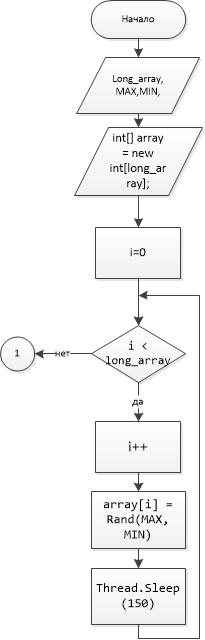 Начало
Long_array,
MAX,MIN,
int[] array
= new
int[long_ar
ray];
i=0
i <
long_array
нет
1
да
i++
array[i] =
Rand(MAX,
MIN)
Thread.Sleep
(150)